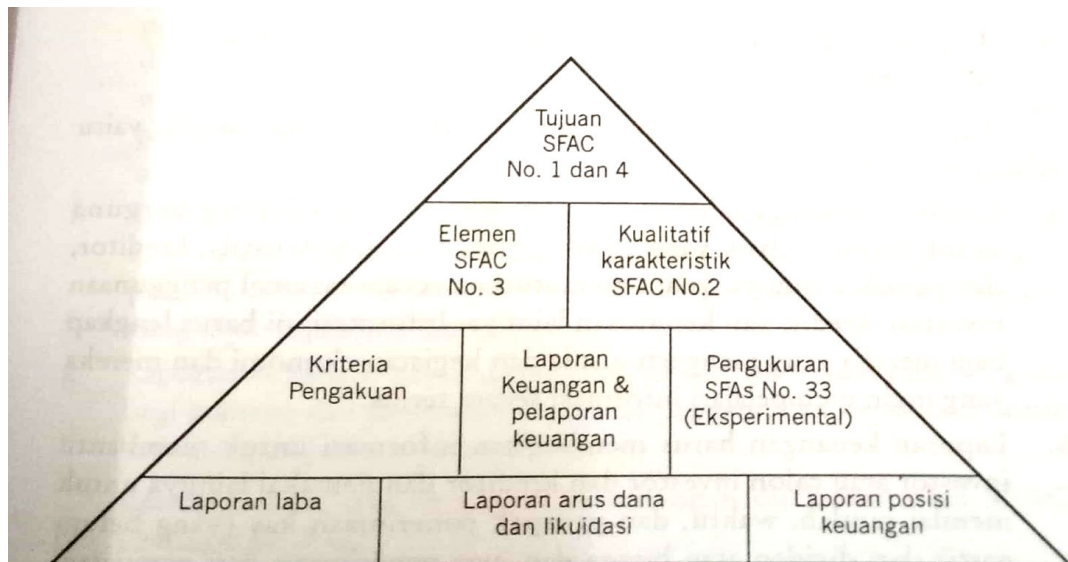 Tujuan
SFAC
No. 1 dan 4
Elemen
SFAC
No. 3
Kualitatif
karakteristik
SFAC No.2
Kriteria
Pengakuan
Laporan
Keuangan &
pelaporan
keuangan
Pengukuran
SFAs No. 33
(Eksperimental)
Laporan laba
Laporan arus dana
dan likuidasi
Laporan posisi
keuangan